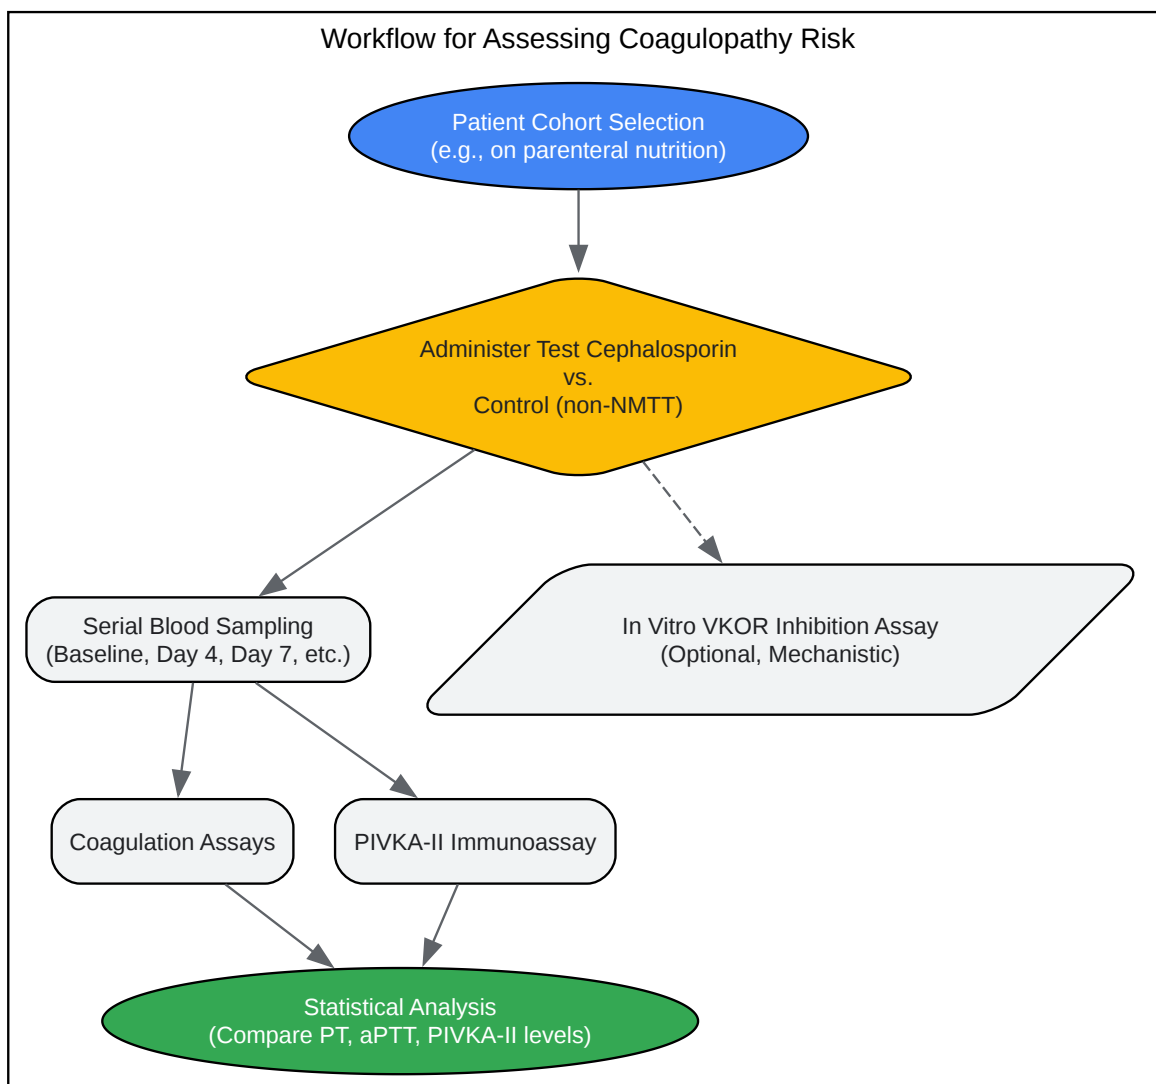 Workflow for Assessing Coagulopathy Risk
Patient Cohort Selection
(e.g., on parenteral nutrition)
Administer Test Cephalosporin
vs.
Control (non-NMTT)
Serial Blood Sampling
(Baseline, Day 4, Day 7, etc.)
In Vitro VKOR Inhibition Assay
(Optional, Mechanistic)
Coagulation Assays
PIVKA-II Immunoassay
Statistical Analysis
(Compare PT, aPTT, PIVKA-II levels)